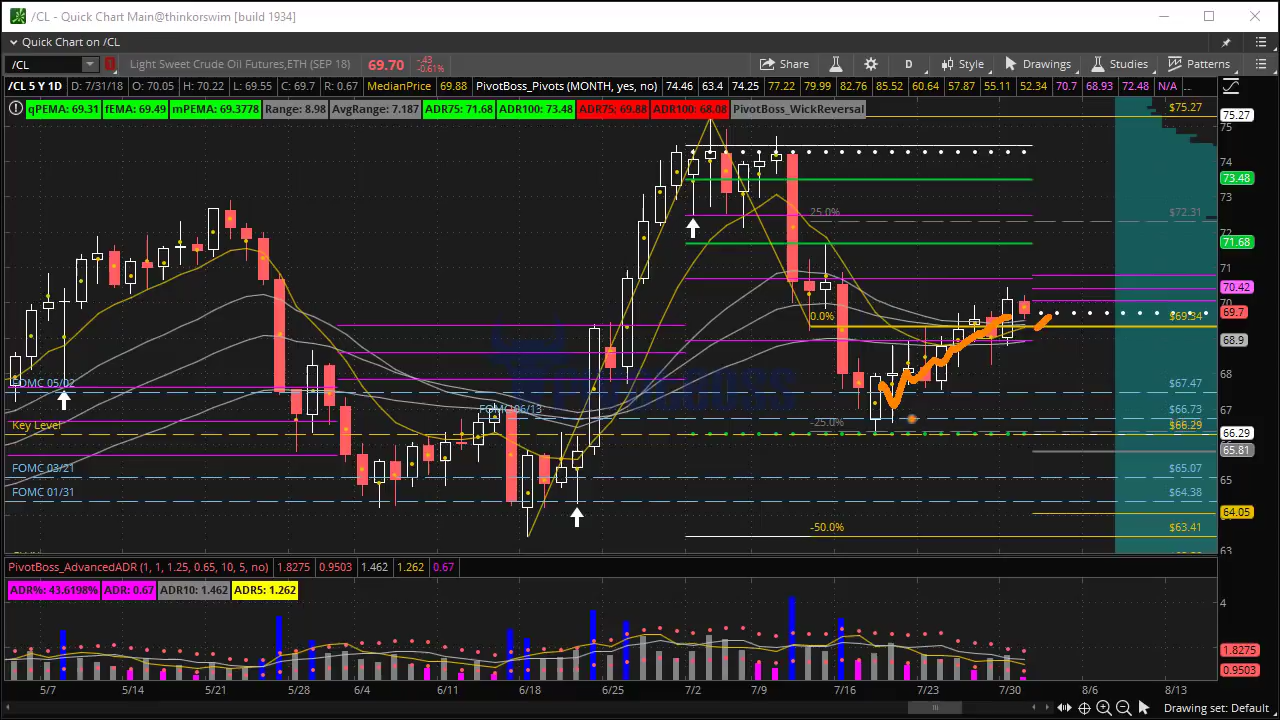 /CL - Quick Chart Main@thinkorswim [build 1934]
Quick Chart on /CL
/CL Light Sweet Crude Oil Futures,ETH (SEP 18) 69.70 -.43 -0.61% Share D Style Drawings Studies Patterns
/CL 5 Y 1D D: 7/31/18 O: 70.05 H: 70.22 L: 69.55 C: 69.7 R: 0.67 MedianPrice 69.88 PivotBoss_Pivots (MONTH, yes, no) 74.46 63.4 74.25 77.22 79.99 82.76 85.52 60.64 57.87 55.11 52.34 70.7 68.93 72.48 N/A
qPEMA: 69.31 fEMA: 69.49 mPEMA: 69.3778 Range: 8.98 AvgRange: 7.187 ADR75: 71.68 ADR100: 73.48 ADR75: 69.88 ADR100: 68.08 PivotBoss_WickReversal
$75.27 75.27
75
74
73.48
73
25.0% $72.31
72
71.68
71
70.42
70
0.0% $69.34 69.7
68.9
68
FOMC 05/02 $67.47
67
FOMC 06/13 $66.73
Key Level -25.0% $66.29 66.29
65.81
FOMC 03/21 $65.07
65
FOMC 01/31 $64.38
64.05
-50.0% $63.41
63
PivotBoss_AdvancedADR (1, 1, 1.25, 0.65, 10, 5, no) 1.8275 0.9503 1.462 1.262 0.67
ADR%: 43.6198% ADR: 0.67 ADR10: 1.462 ADR5: 1.262
4
1.8275
0.9503
5/7 5/14 5/21 5/28 6/4 6/11 6/18 6/25 7/2 7/9 7/16 7/23 7/30 8/6 8/13
Drawing set: Default